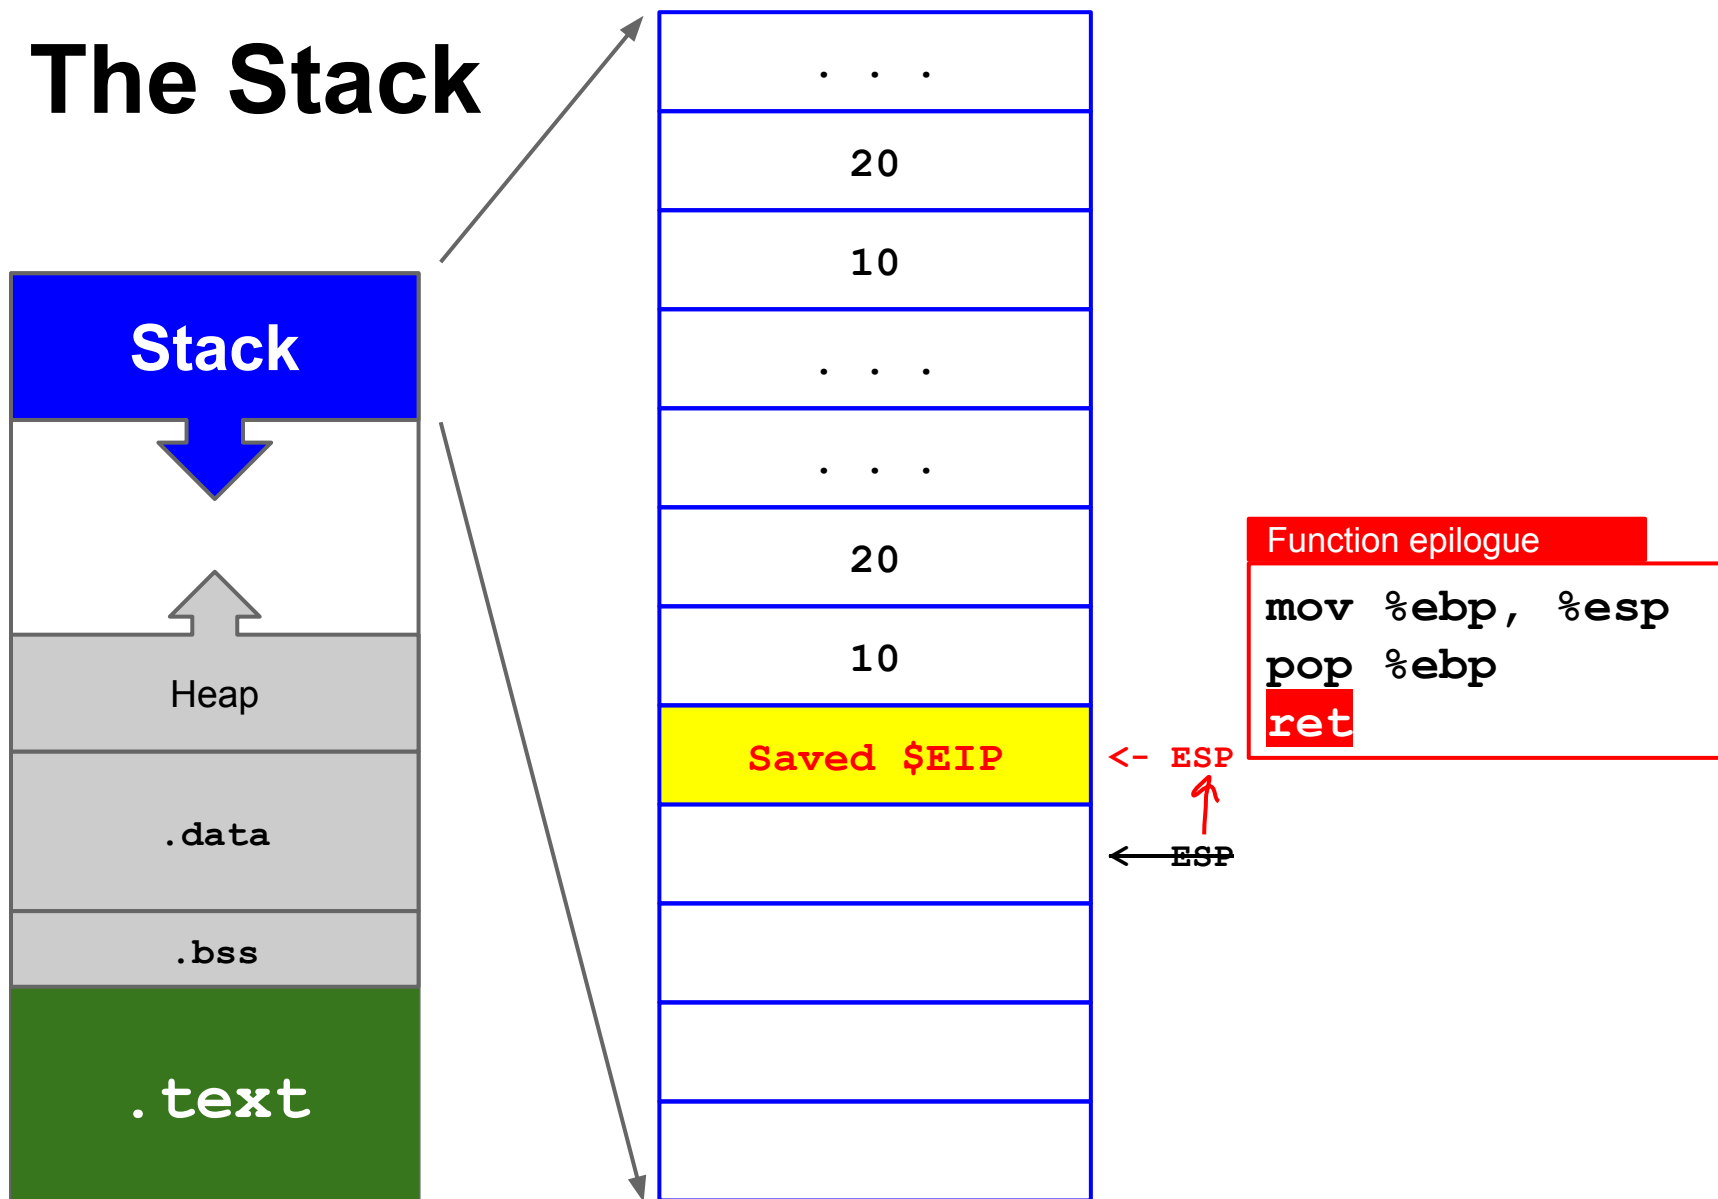 The Stack
Stack
Heap
.data
.bss
.text
. . .
20
10
. . .
. . .
20
10
Saved $EIP
<- ESP
<- ESP
Function epilogue
mov %ebp, %esp
pop %ebp
ret